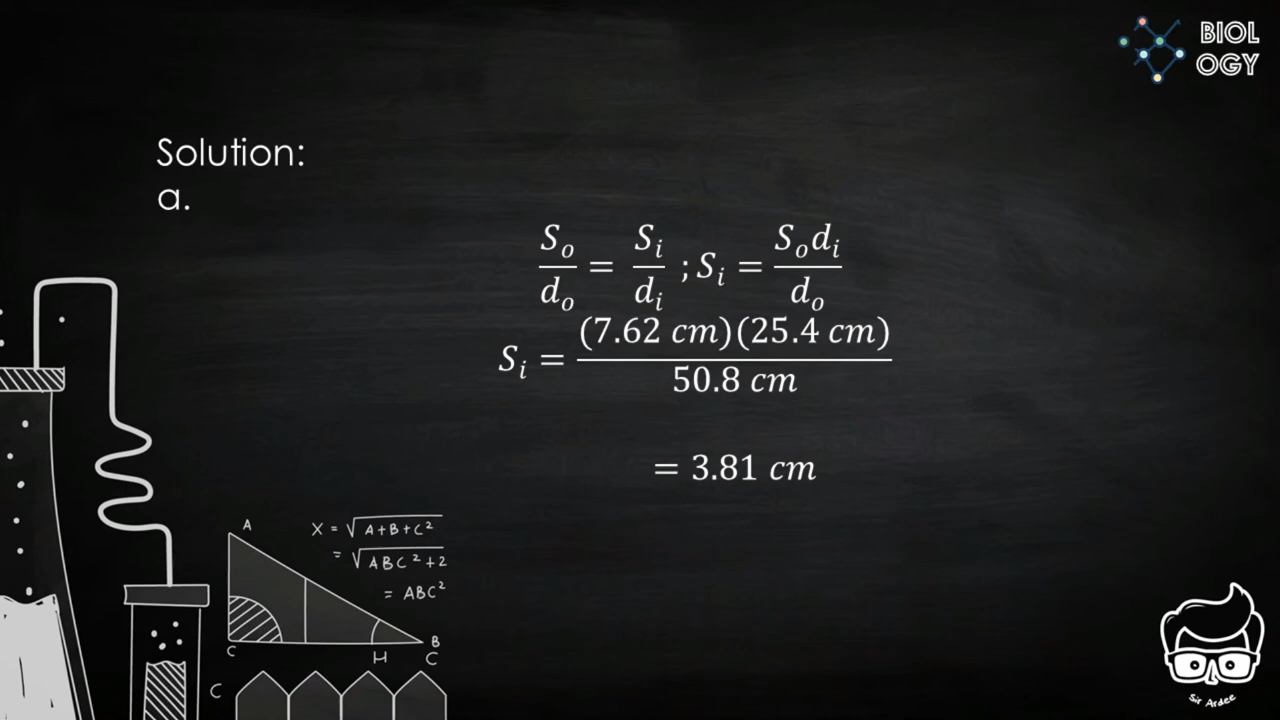 BIOL
OGY
Solution:
a.
S_o/d_o = S_i/d_i ; S_i = S_o d_i/d_o
S_i = (7.62 cm)(25.4 cm)/50.8 cm
= 3.81 cm
A
X = √A+B+C²
= √ABC²+2
= ABC²
C
H
B
C
C
Sir Ardee